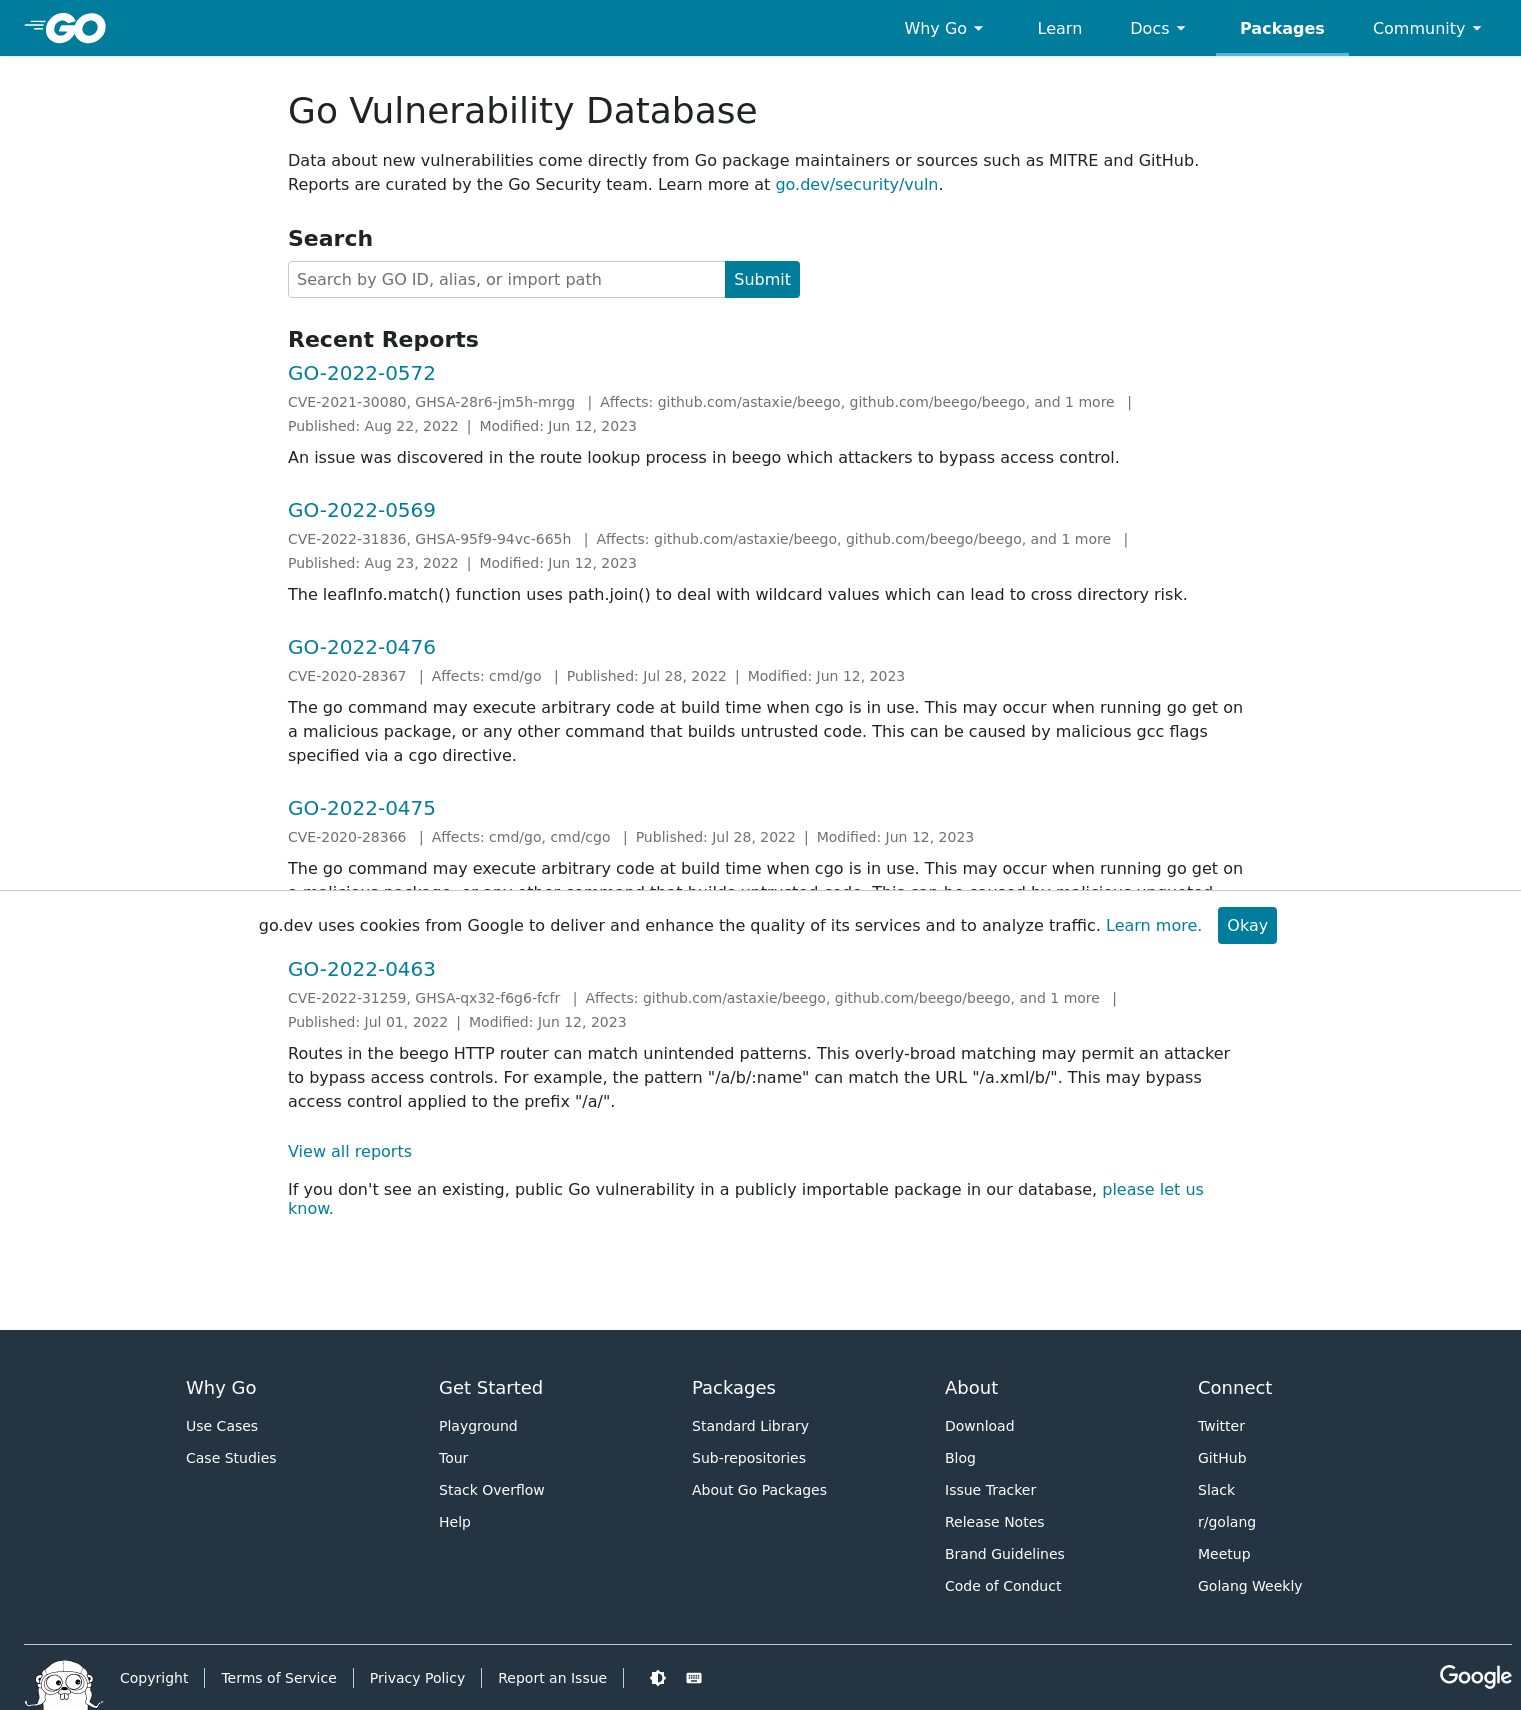 GO
Why Go
Learn
Docs
Packages
Community
Go Vulnerability Database
Data about new vulnerabilities come directly from Go package maintainers or sources such as MITRE and GitHub.
Reports are curated by the Go Security team. Learn more at go.dev/security/vuln.
Search
Search by GO ID, alias, or import path
Submit
Recent Reports
GO-2022-0572
CVE-2021-30080, GHSA-28r6-jm5h-mrgg | Affects: github.com/astaxie/beego, github.com/beego/beego, and 1 more |
Published: Aug 22, 2022 | Modified: Jun 12, 2023
An issue was discovered in the route lookup process in beego which attackers to bypass access control.
GO-2022-0569
CVE-2022-31836, GHSA-95f9-94vc-665h | Affects: github.com/astaxie/beego, github.com/beego/beego, and 1 more |
Published: Aug 23, 2022 | Modified: Jun 12, 2023
The leafInfo.match() function uses path.join() to deal with wildcard values which can lead to cross directory risk.
GO-2022-0476
CVE-2020-28367 | Affects: cmd/go | Published: Jul 28, 2022 | Modified: Jun 12, 2023
The go command may execute arbitrary code at build time when cgo is in use. This may occur when running go get on
a malicious package, or any other command that builds untrusted code. This can be caused by malicious gcc flags
specified via a cgo directive.
GO-2022-0475
CVE-2020-28366 | Affects: cmd/go, cmd/cgo | Published: Jul 28, 2022 | Modified: Jun 12, 2023
The go command may execute arbitrary code at build time when cgo is in use. This may occur when running go get on
a malicious package, or any other command that builds untrusted code. This can be caused by malicious unquoted
go.dev uses cookies from Google to deliver and enhance the quality of its services and to analyze traffic. Learn more.
Okay
GO-2022-0463
CVE-2022-31259, GHSA-qx32-f6g6-fcfr | Affects: github.com/astaxie/beego, github.com/beego/beego, and 1 more |
Published: Jul 01, 2022 | Modified: Jun 12, 2023
Routes in the beego HTTP router can match unintended patterns. This overly-broad matching may permit an attacker
to bypass access controls. For example, the pattern "/a/b/:name" can match the URL "/a.xml/b/". This may bypass
access control applied to the prefix "/a/".
View all reports
If you don't see an existing, public Go vulnerability in a publicly importable package in our database, please let us
know.
Why Go
Use Cases
Case Studies
Get Started
Playground
Tour
Stack Overflow
Help
Packages
Standard Library
Sub-repositories
About Go Packages
About
Download
Blog
Issue Tracker
Release Notes
Brand Guidelines
Code of Conduct
Connect
Twitter
GitHub
Slack
r/golang
Meetup
Golang Weekly
Copyright
Terms of Service
Privacy Policy
Report an Issue
Google